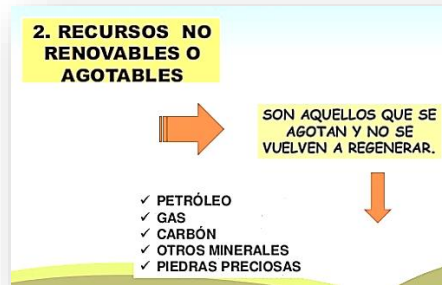 2. RECURSOS NO
RENOVABLES O
AGOTABLES
SON AQUELLOS QUE SE
AGOTAN Y NO SE
VUELVEN A REGENERAR.
✓ PETRÓLEO
✓ GAS
✓ CARBÓN
✓ OTROS MINERALES
✓ PIEDRAS PRECIOSAS